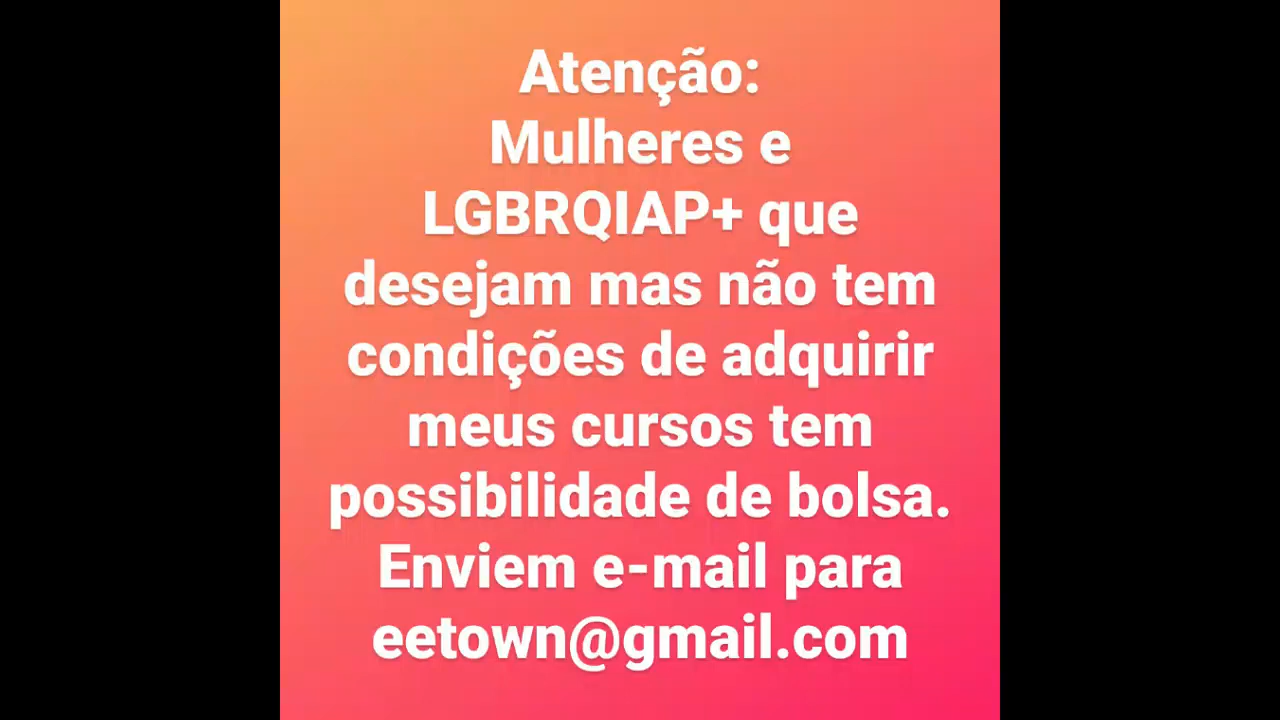 Atenção:
Mulheres e
LGBRQIAP+ que
desejam mas não tem
condições de adquirir
meus cursos tem
possibilidade de bolsa.
Enviem e-mail para
eetown@gmail.com